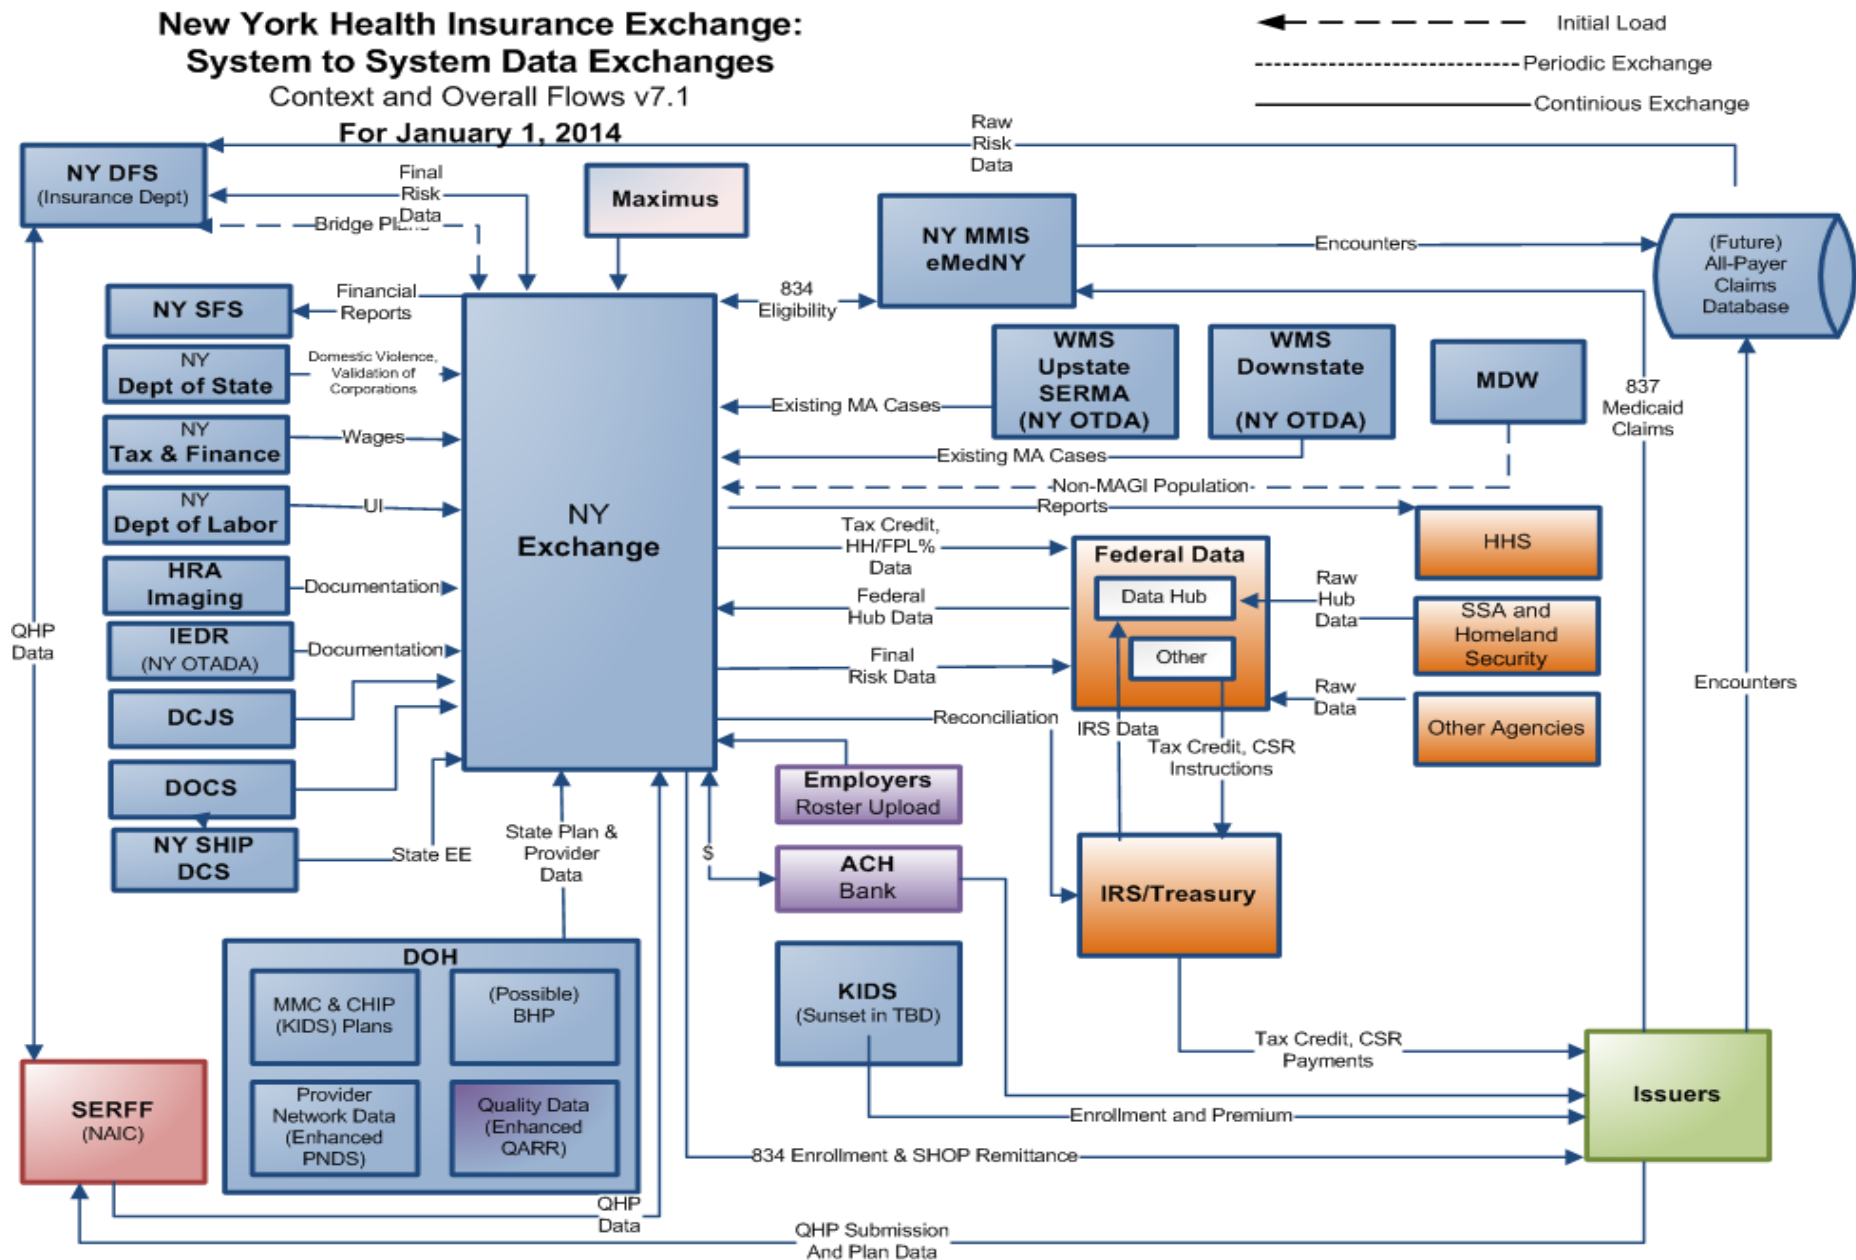 New York Health Insurance Exchange:
System to System Data Exchanges
Context and Overall Flows v7.1
For January 1, 2014
Initial Load
Periodic Exchange
Continious Exchange
Raw
Risk
Data
NY DFS
(Insurance Dept)
Final
Risk
Data
Bridge
Maximus
NY MMIS
eMedNY
Encounters
(Future)
All-Payer
Claims
Database
834
Eligibility
NY SFS
Financial
Reports
NY
Dept of State
Domestic Violence,
Validation of
Corporations
WMS
Upstate
SERMA
(NY OTDA)
WMS
Downstate
(NY OTDA)
MDW
837
Medicaid
Claims
Existing MA Cases
Existing MA Cases
NY
Tax & Finance
Wages
Non-MAGI Population
Reports
NY
Dept of Labor
UI
NY
Exchange
Tax Credit,
HH/FPL%
Data
Federal Data
Data Hub
Other
HHS
HRA
Imaging
Documentation
Federal
Hub Data
Raw
Hub
Data
SSA and
Homeland
Security
QHP
Data
IEDR
(NY OTADA)
Documentation
Final
Risk Data
Raw
Data
Other Agencies
Encounters
DCJS
Reconciliation
IRS Data
Tax Credit, CSR
Instructions
DOCS
Employers
Roster Upload
NY SHIP
DCS
State EE
State Plan &
Provider
Data
$
ACH
Bank
IRS/Treasury
DOH
MMC & CHIP
(KIDS) Plans
(Possible)
BHP
Provider
Network Data
(Enhanced
PNDS)
Quality Data
(Enhanced
QARR)
KIDS
(Sunset in TBD)
Tax Credit, CSR
Payments
Issuers
Enrollment and Premium
834 Enrollment & SHOP Remittance
SERFF
(NAIC)
QHP
Data
QHP Submission
And Plan Data